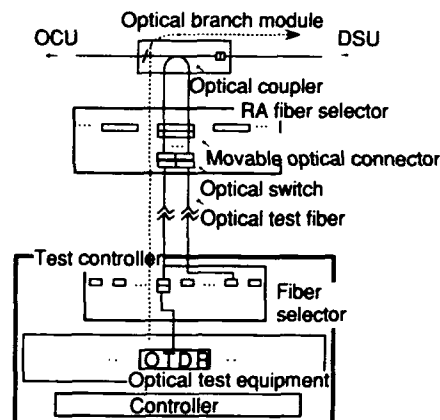 Optical branch module
OCU DSU
Optical coupler
RA fiber selector
Movable optical connector
Optical switch
Optical test fiber
Test controller
Fiber
selector
OTDR
Optical test equipment
Controller